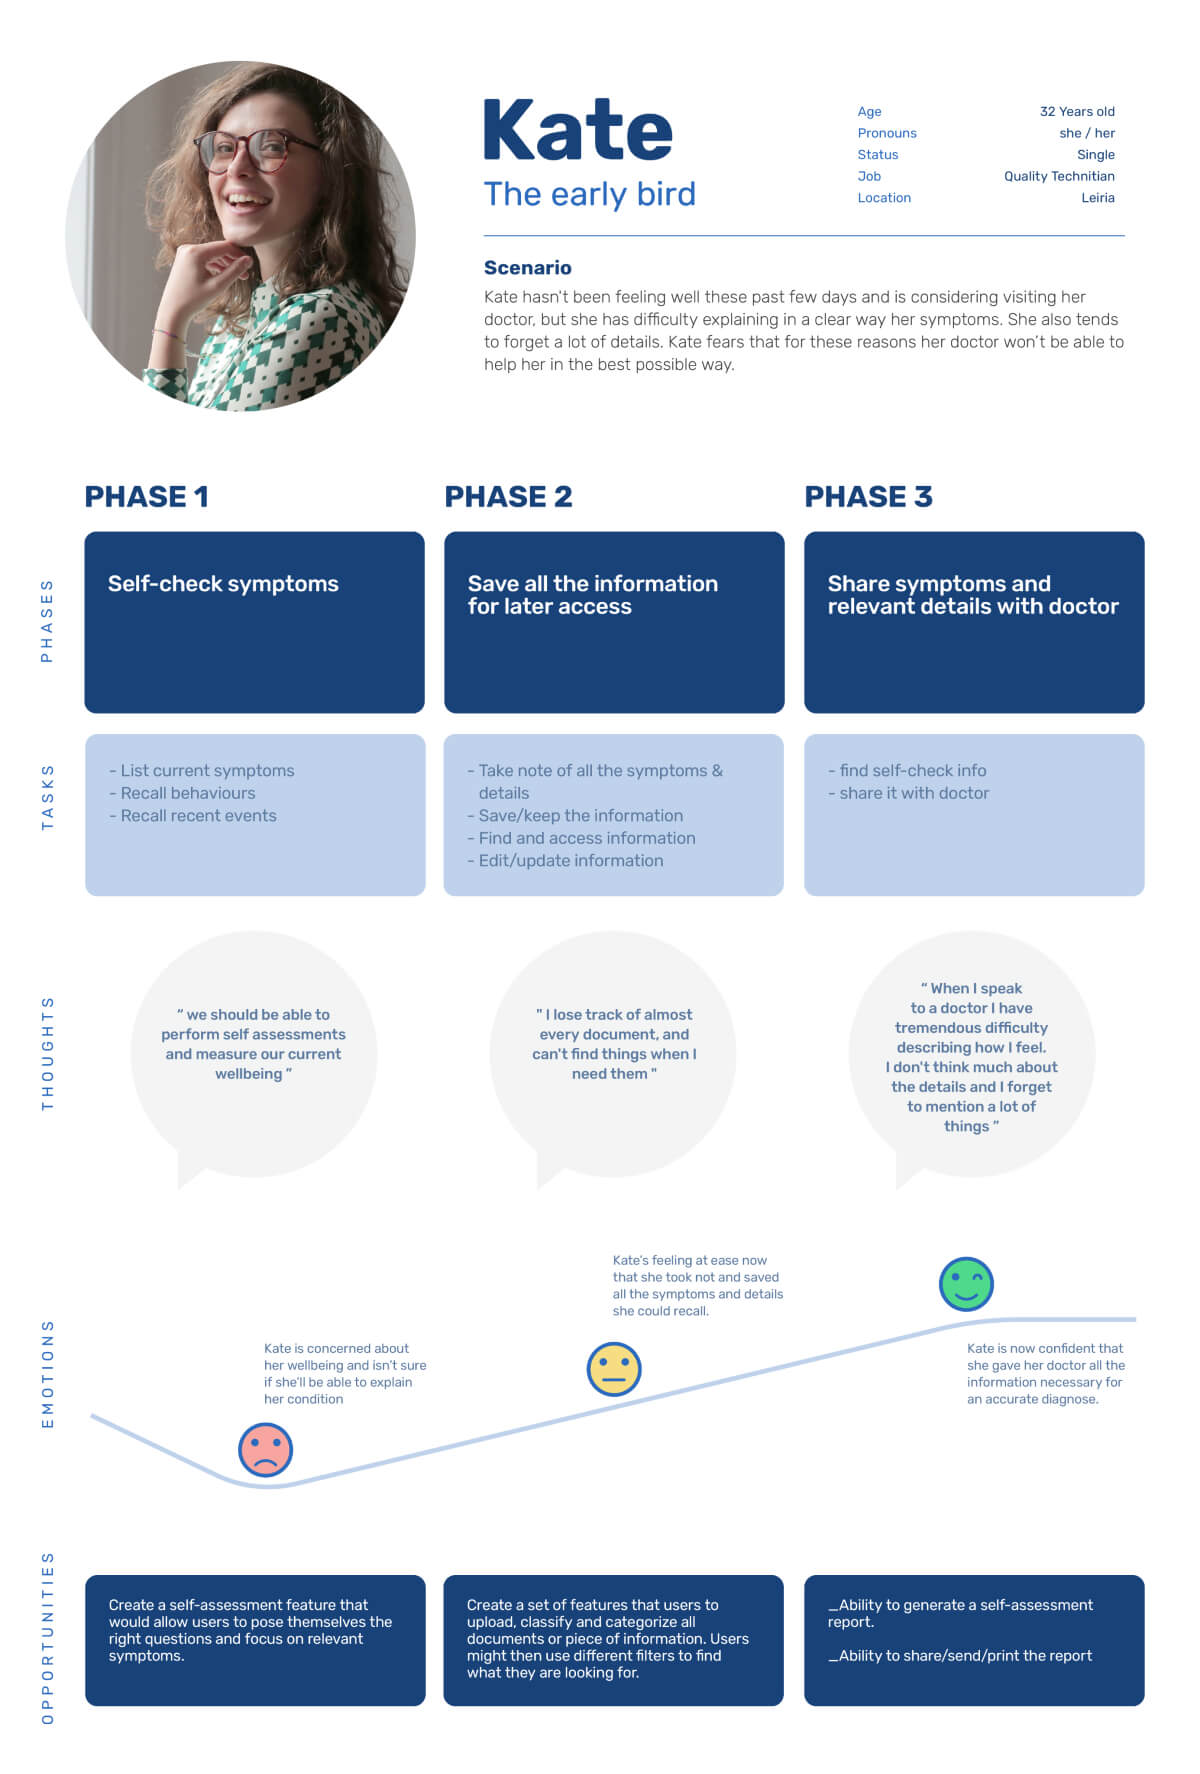 Kate
The early bird
Age 32 Years old
Pronouns she / her
Status Single
Job Quality Technitian
Location Leiria
Scenario
Kate hasn't been feeling well these past few days and is considering visiting her
doctor, but she has difficulty explaining in a clear way her symptoms. She also tends
to forget a lot of details. Kate fears that for these reasons her doctor won't be able to
help her in the best possible way.
PHASE 1
PHASE 2
PHASE 3
PHASES
Self-check symptoms
Save all the information
for later access
Share symptoms and
relevant details with doctor
TASKS
- List current symptoms
- Recall behaviours
- Recall recent events
- Take note of all the symptoms &
details
- Save/keep the information
- Find and access information
- Edit/update information
- find self-check info
- share it with doctor
THOUGHTS
“ we should be able to
perform self assessments
and measure our current
wellbeing ”
" I lose track of almost
every document, and
can't find things when I
need them "
“ When I speak
to a doctor I have
tremendous difficulty
describing how I feel.
I don't think much about
the details and I forget
to mention a lot of
things ”
EMOTIONS
Kate is concerned about
her wellbeing and isn't sure
if she'll be able to explain
her condition
Kate's feeling at ease now
that she took not and saved
all the symptoms and details
she could recall.
Kate is now confident that
she gave her doctor all the
information necessary for
an accurate diagnose.
OPPORTUNITIES
Create a self-assessment feature that
would allow users to pose themselves the
right questions and focus on relevant
symptoms.
Create a set of features that users to
upload, classify and categorize all
documents or piece of information. Users
might then use different filters to find
what they are looking for.
_Ability to generate a self-assessment
report.
_Ability to share/send/print the report